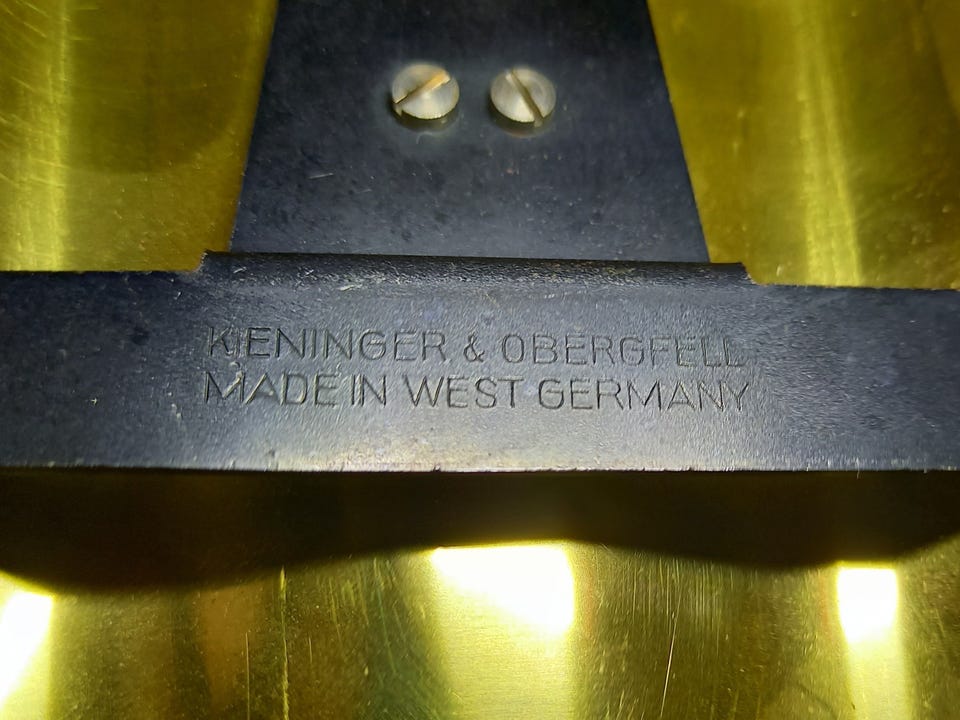 KIENINGER & OBERGFELL
MADE IN WEST GERMANY